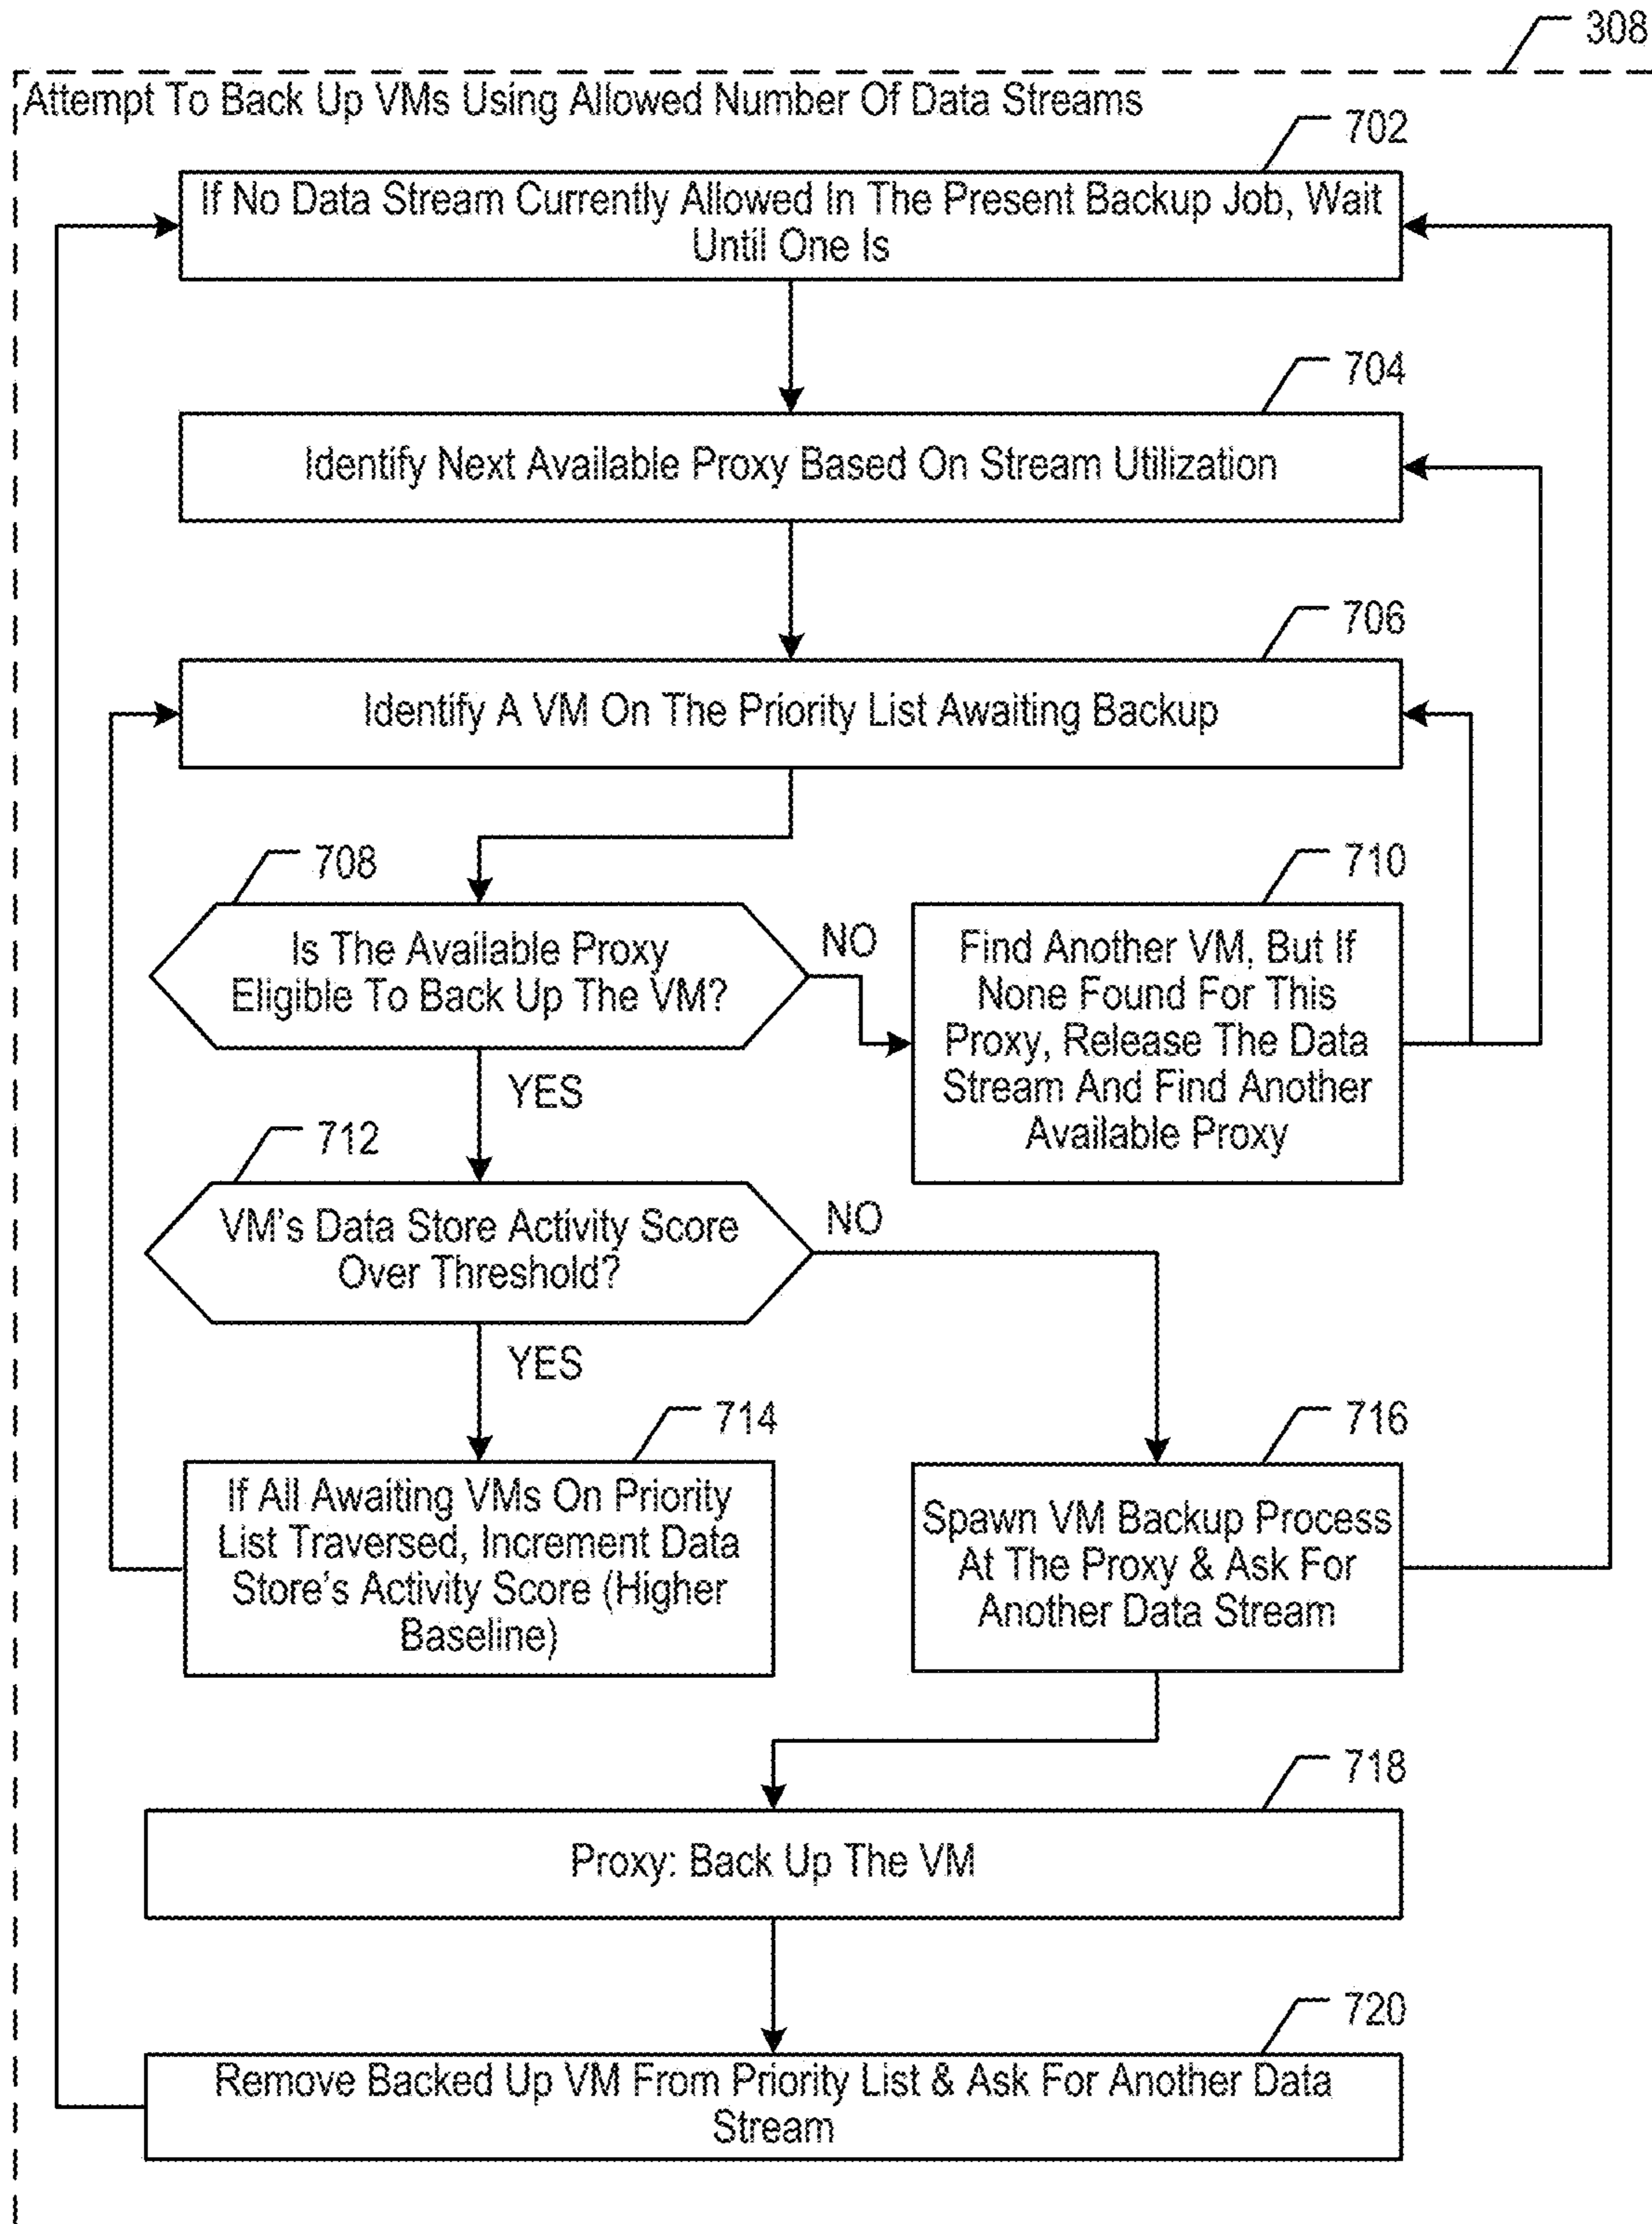 308
Attempt To Back Up VMs Using Allowed Number Of Data Streams
702
If No Data Stream Currently Allowed In The Present Backup Job, Wait
Until One Is
704
Identify Next Available Proxy Based On Stream Utilization
706
Identify A VM On The Priority List Awaiting Backup
708
Is The Available Proxy
Eligible To Back Up The VM?
NO
YES
710
Find Another VM, But If
None Found For This
Proxy, Release The Data
Stream And Find Another
Available Proxy
712
VM's Data Store Activity Score
Over Threshold?
NO
YES
714
If All Awaiting VMs On Priority
List Traversed, Increment Data
Store's Activity Score (Higher
Baseline)
716
Spawn VM Backup Process
At The Proxy & Ask For
Another Data Stream
718
Proxy: Back Up The VM
720
Remove Backed Up VM From Priority List & Ask For Another Data
Stream